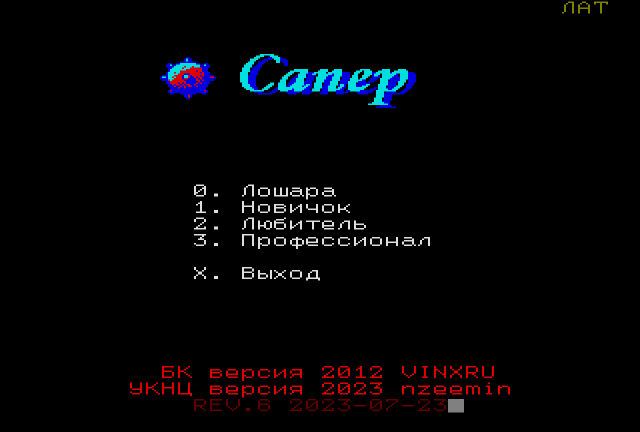 ЛАТ
Сапер
0. Лошара
1. Новичок
2. Любитель
3. Профессионал
X. Выход
БК версия 2012 VINXRU
УКНЦ версия 2023 nzeemin
REV.6 2023-07-23